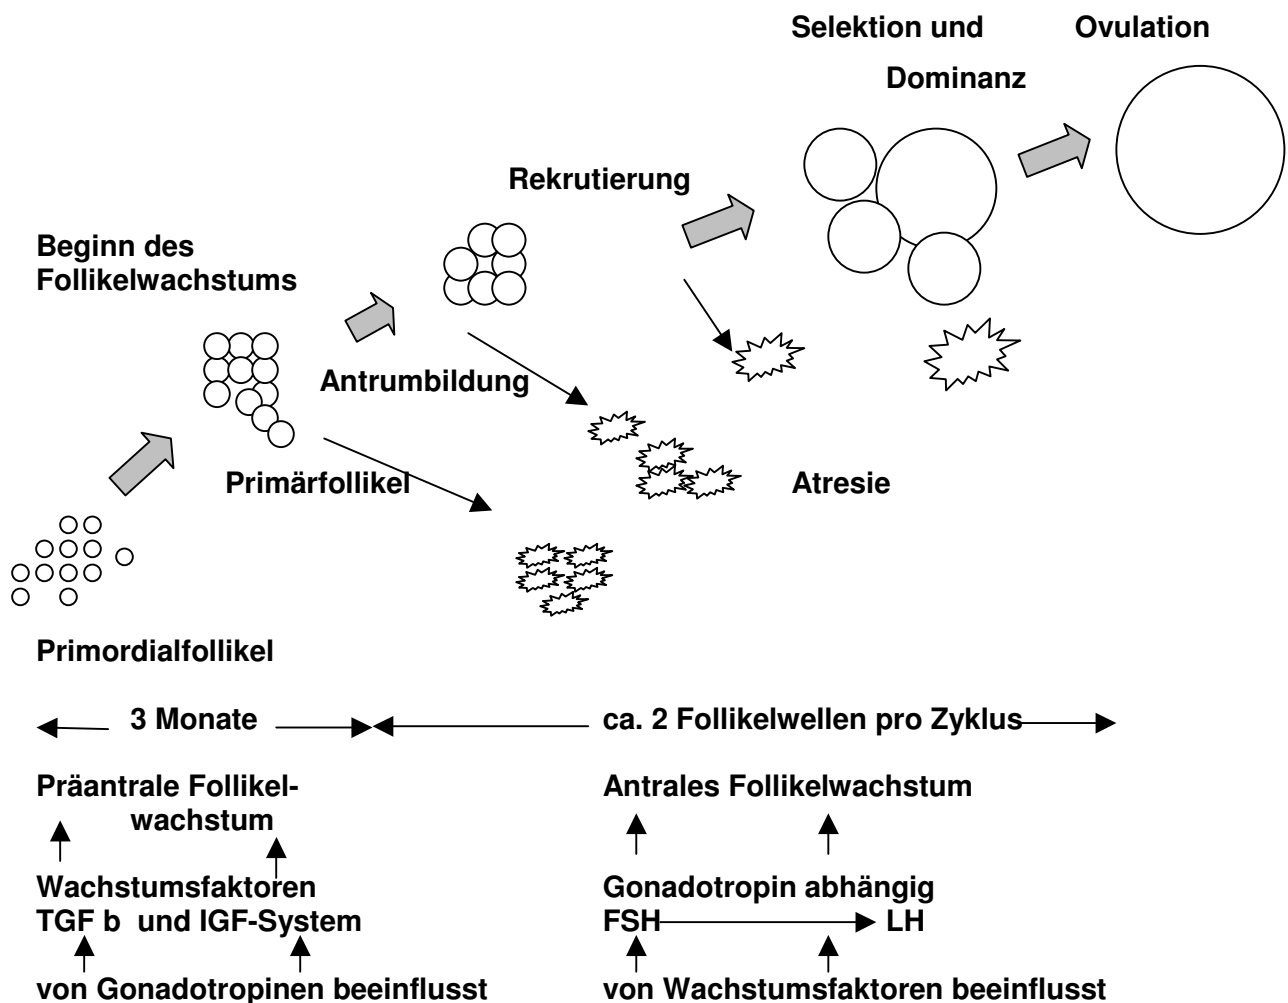 Selektion und Ovulation
Dominanz
Rekrutierung
Beginn des
Follikelwachstums
Antrumbildung
Primärfollikel
Atresie
Primordialfollikel
3 Monate ca. 2 Follikelwellen pro Zyklus
Präantrale Follikel- Antrales Follikelwachstum
wachstum
Wachstumsfaktoren Gonadotropin abhängig
TGF b und IGF-System FSH LH
von Gonadotropinen beeinflusst von Wachstumsfaktoren beeinflusst